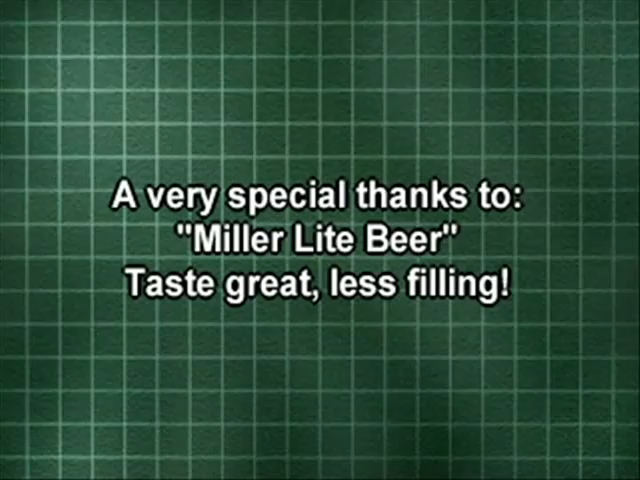 A very special thanks to:
"Miller Lite Beer"
Taste great, less filling!